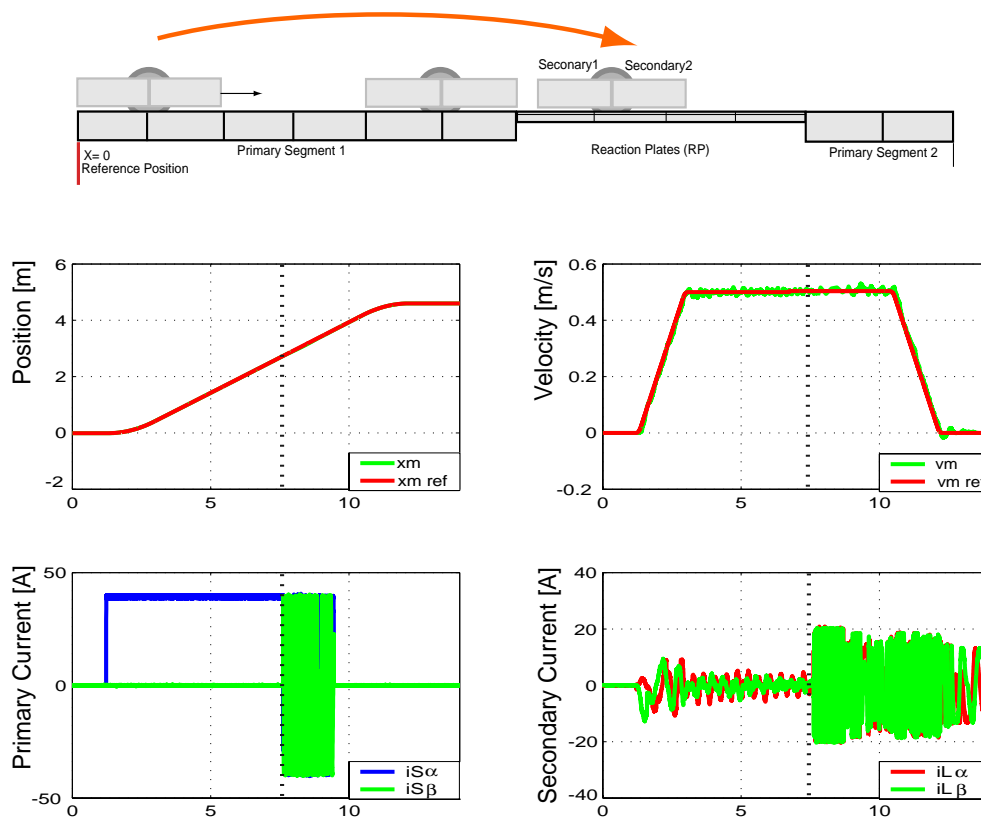 Seconary1 Secondary2
X= 0
Reference Position
Primary Segment 1
Reaction Plates (RP)
Primary Segment 2
Position [m]
6
4
2
0
-2
0 5 10
xm
xm ref
Velocity [m/s]
0.6
0.4
0.2
0
-0.2
0 5 10
vm
vm ref
Primary Current [A]
50
0
-50
0 5 10
iSα
iSβ
Secondary Current [A]
40
20
0
-20
-40
0 5 10
iL α
iL β